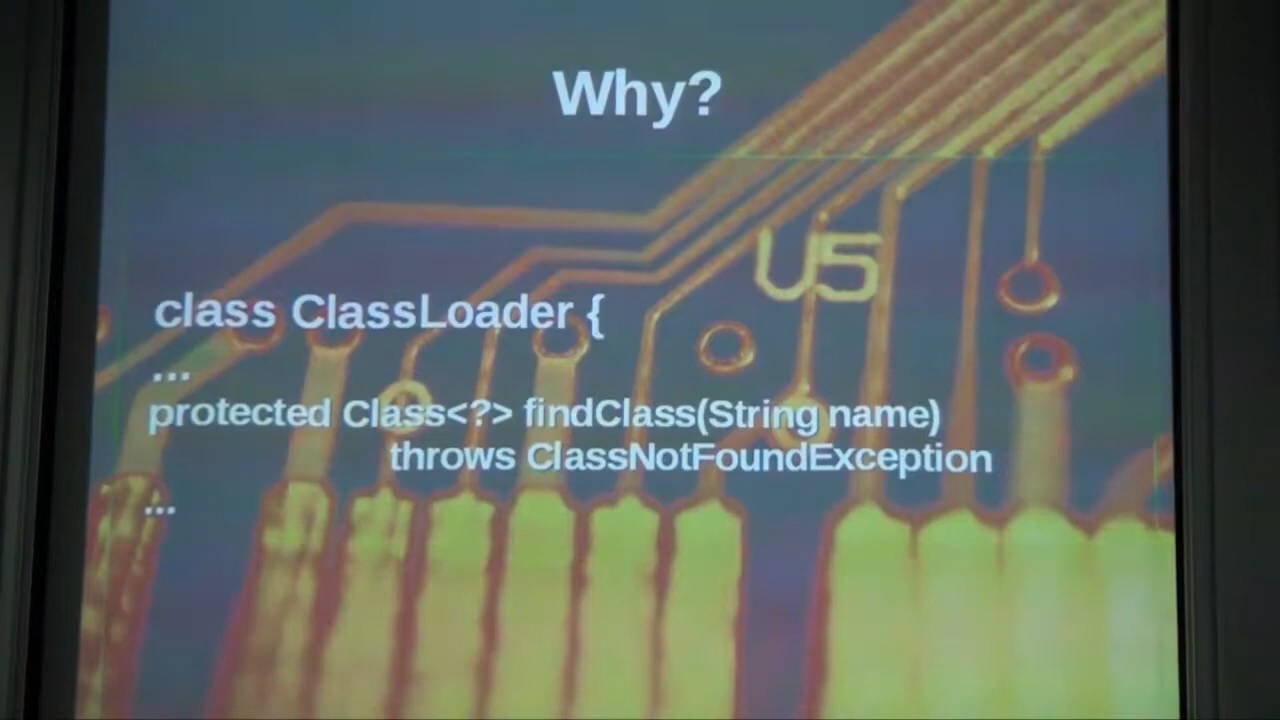 Why?
U5
class ClassLoader {
...
protected Class<?> findClass(String name)
throws ClassNotFoundException
...